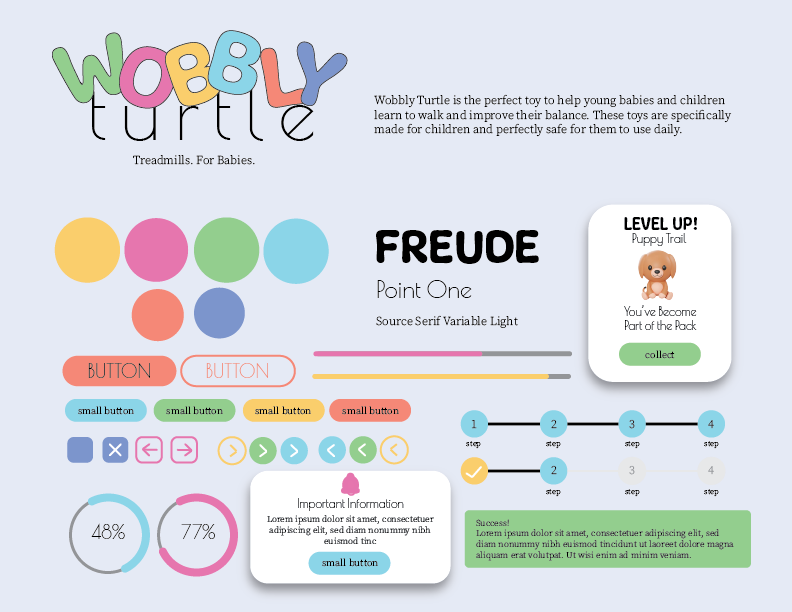 WOBBLY
turtle
Treadmills. For Babies.
Wobbly Turtle is the perfect toy to help young babies and children
learn to walk and improve their balance. These toys are specifically
made for children and perfectly safe for them to use daily.
FREUDE
Point One
Source Serif Variable Light
LEVEL UP!
Puppy Trail
You've Become
Part of the Pack
collect
BUTTON
BUTTON
small button
small button
small button
small button
1
2
3
4
step
step
step
step
2
3
4
step
step
step
48%
77%
Important Information
Lorem ipsum dolor sit amet, consectetuer
adipiscing elit, sed diam nonummy nibh
euismod tinc
small button
Success!
Lorem ipsum dolor sit amet, consectetuer adipiscing elit, sed
diam nonummy nibh euismod tincidunt ut laoreet dolore magna
aliquam erat volutpat. Ut wisi enim ad minim veniam.